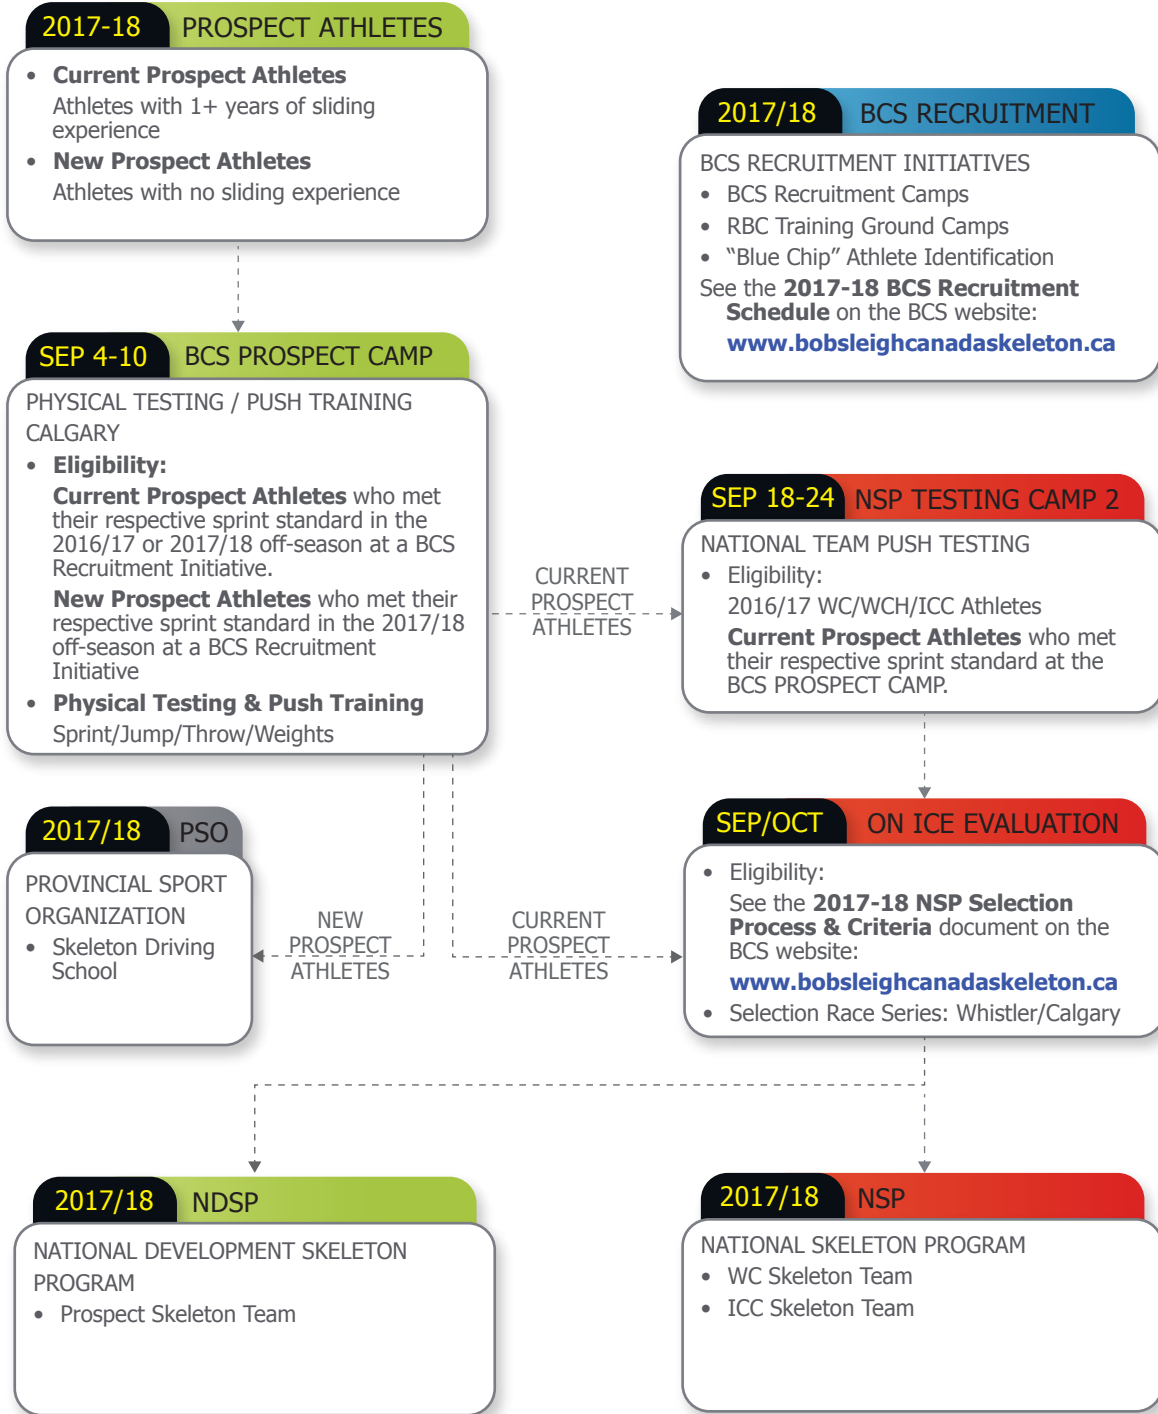 2017-18 PROSPECT ATHLETES
• Current Prospect Athletes
Athletes with 1+ years of sliding
experience
• New Prospect Athletes
Athletes with no sliding experience
2017/18 BCS RECRUITMENT
BCS RECRUITMENT INITIATIVES
• BCS Recruitment Camps
• RBC Training Ground Camps
• “Blue Chip” Athlete Identification
See the 2017-18 BCS Recruitment
Schedule on the BCS website:
www.bobsleighcanadaskeleton.ca
SEP 4-10 BCS PROSPECT CAMP
PHYSICAL TESTING / PUSH TRAINING
CALGARY
• Eligibility:
Current Prospect Athletes who met
their respective sprint standard in the
2016/17 or 2017/18 off-season at a BCS
Recruitment Initiative.
New Prospect Athletes who met their
respective sprint standard in the 2017/18
off-season at a BCS Recruitment
Initiative
• Physical Testing & Push Training
Sprint/Jump/Throw/Weights
CURRENT
PROSPECT
ATHLETES
SEP 18-24 NSP TESTING CAMP 2
NATIONAL TEAM PUSH TESTING
• Eligibility:
2016/17 WC/WCH/ICC Athletes
Current Prospect Athletes who met
their respective sprint standard at the
BCS PROSPECT CAMP.
2017/18 PSO
PROVINCIAL SPORT
ORGANIZATION
• Skeleton Driving
School
NEW
PROSPECT
ATHLETES
CURRENT
PROSPECT
ATHLETES
SEP/OCT ON ICE EVALUATION
• Eligibility:
See the 2017-18 NSP Selection
Process & Criteria document on the
BCS website:
www.bobsleighcanadaskeleton.ca
• Selection Race Series: Whistler/Calgary
2017/18 NDSP
NATIONAL DEVELOPMENT SKELETON
PROGRAM
• Prospect Skeleton Team
2017/18 NSP
NATIONAL SKELETON PROGRAM
• WC Skeleton Team
• ICC Skeleton Team